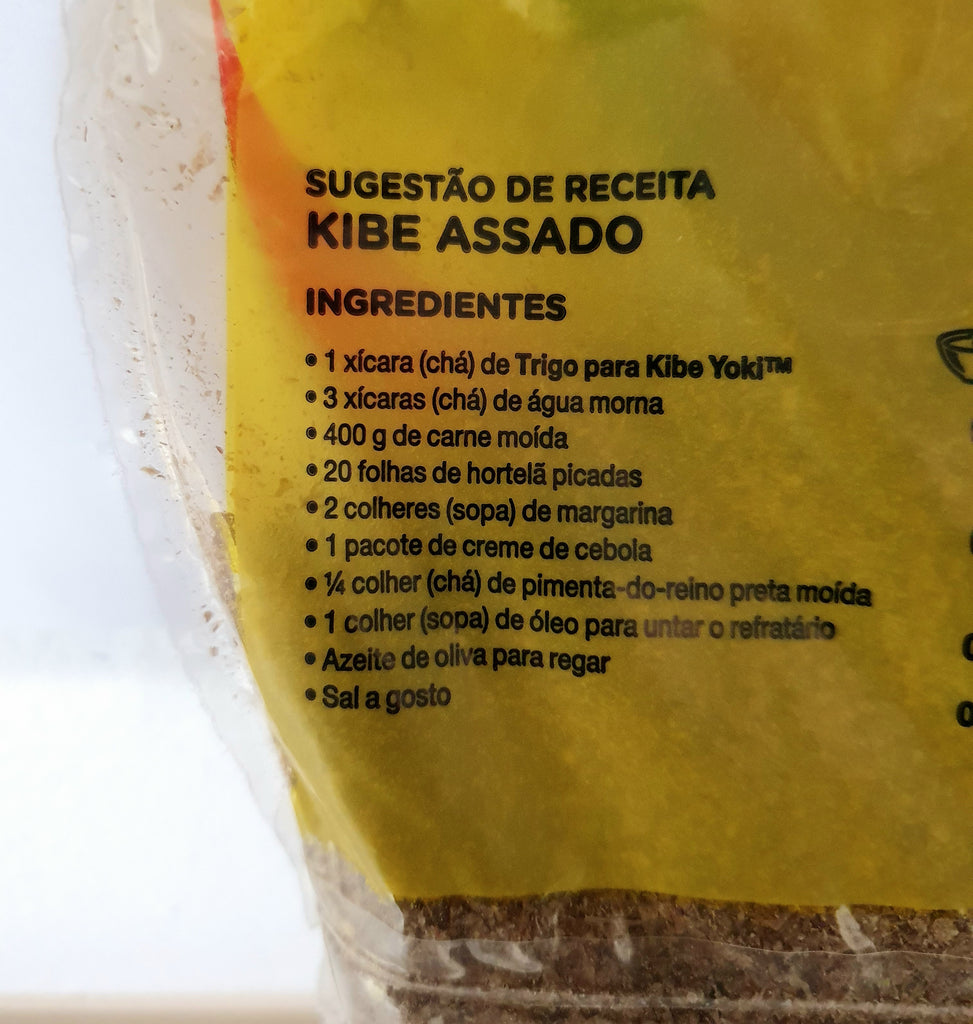 SUGESTÃO DE RECEITA
KIBE ASSADO
INGREDIENTES
• 1 xícara (chá) de Trigo para Kibe Yoki™
• 3 xícaras (chá) de água morna
• 400 g de carne moída
• 20 folhas de hortelã picadas
• 2 colheres (sopa) de margarina
• 1 pacote de creme de cebola
• ¼ colher (chá) de pimenta-do-reino preta moída
• 1 colher (sopa) de óleo para untar o refratário
• Azeite de oliva para regar
• Sal a gosto